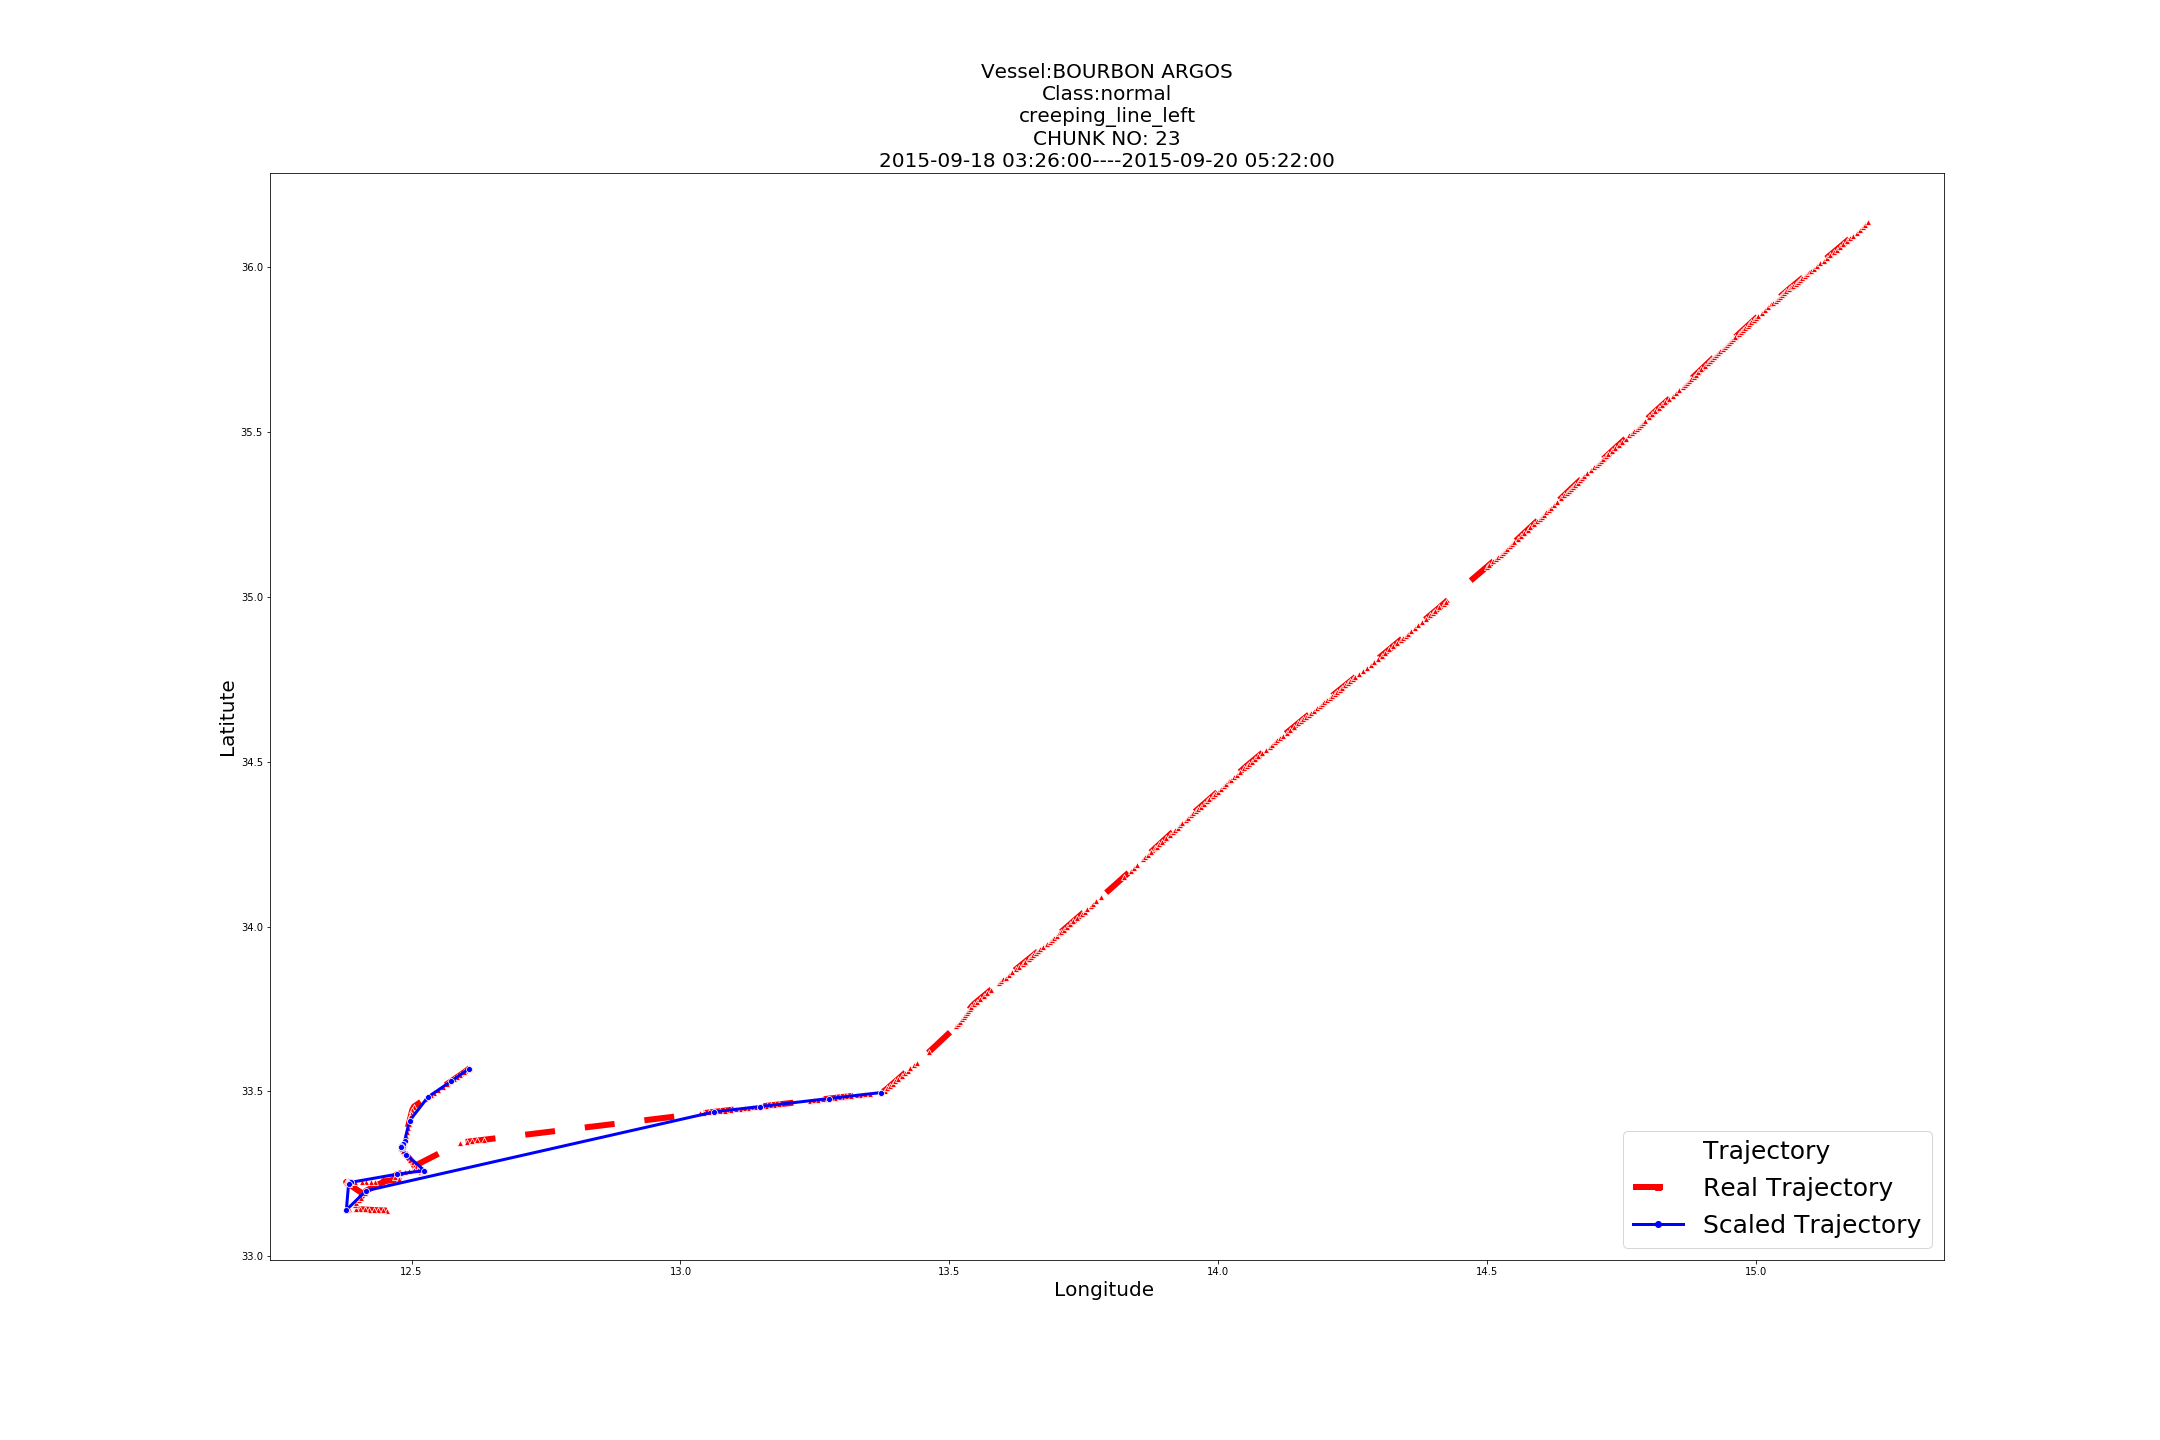 Vessel:BOURBON ARGOS
Class:normal
creeping_line_left
CHUNK NO: 23
2015-09-18 03:26:00----2015-09-20 05:22:00
Latitute
36.0
35.5
35.0
34.5
34.0
33.5
33.0
12.5 13.0 13.5 14.0 14.5 15.0
Longitude
Trajectory
Real Trajectory
Scaled Trajectory